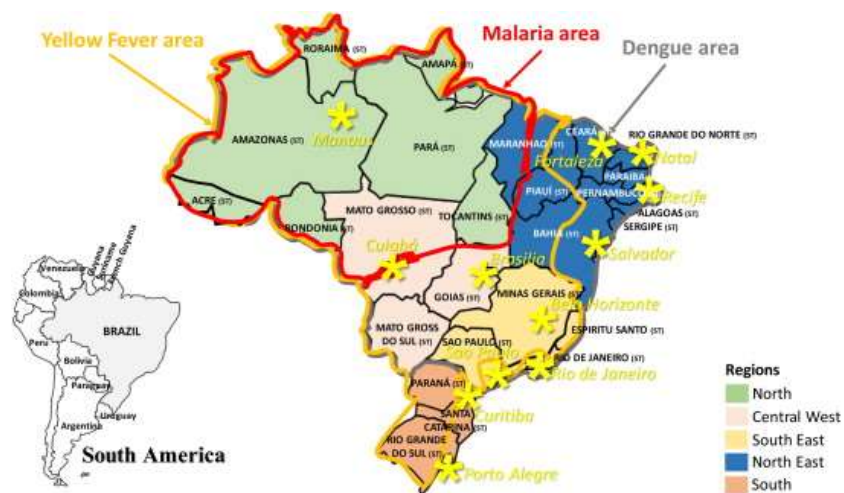 Yellow Fever area
Malaria area
Dengue area
RORAIMA (ST)
AMAPÁ (ST)
AMAZONAS (ST)
Manaus
PARÁ (ST)
MARANHAO (ST)
CEARÁ (ST)
RIO GRANDE DO NORTE (ST)
Fortaleza
Natal
PARAIBA
PIAUÍ (ST)
PERNAMBUCO (ST)
Recife
ALAGOAS (ST)
SERGIPE (ST)
ACRE (ST)
RONDONIA (ST)
MATO GROSSO (ST)
TOCANTINS (ST)
BAHIA (ST)
Salvador
Cuiabá
Brasilia
GOIAS (ST)
MINAS GERAIS (ST)
Belo Horizonte
MATO GROSS
DO SUL (ST)
SAO PAULO (ST)
Sao Paulo
ESPIRITU SANTO (ST)
RIO DE JANEIRO (ST)
Rio de Janeiro
PARANÁ (ST)
Curitiba
SANTA
CATARINA (ST)
RIO GRANDE
DO SUL (ST)
Porto Alegre
Guyana
Suriname
French Guyana
Venezuela
Colombia
BRAZIL
Peru
Bolivia
Paraguay
Uruguay
Argentina
South America
Regions
North
Central West
South East
North East
South